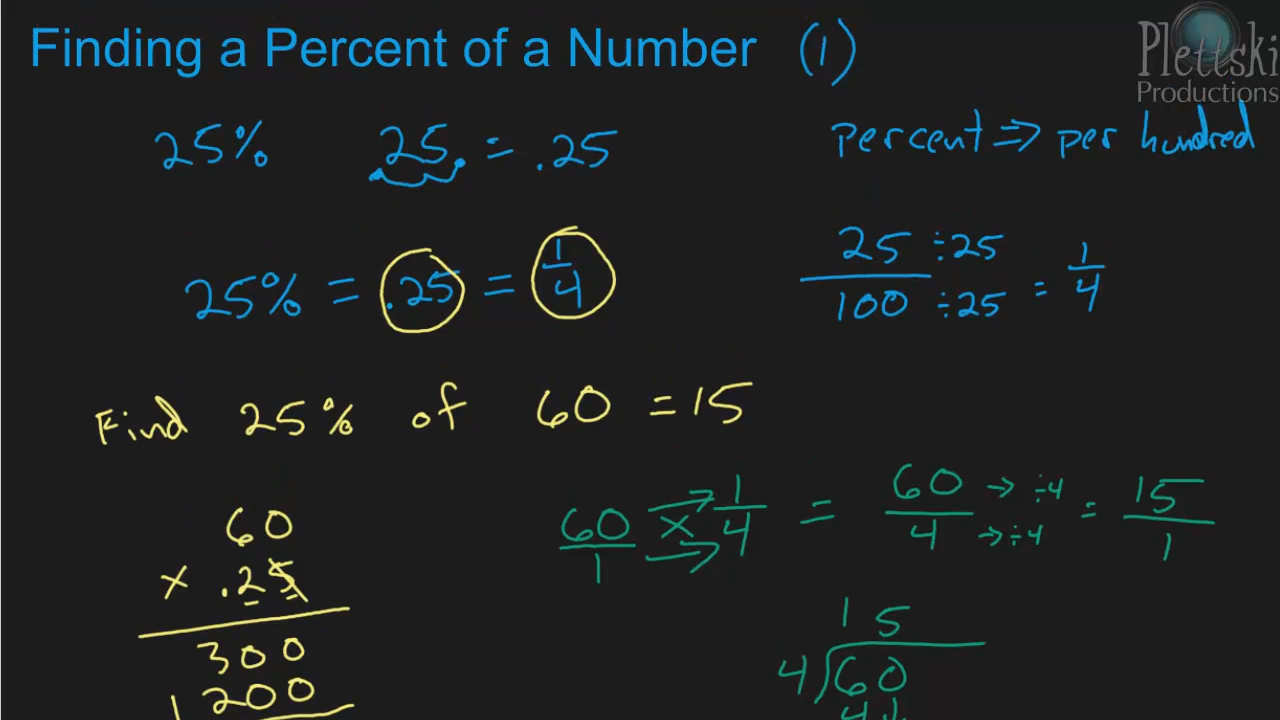 Finding a Percent of a Number (1)
Plettski
Productions
25% 25. = .25
percent => per hundred
25% = .25 = 1/4
25 ÷25
100 ÷25 = 1/4
Find 25% of 60 = 15
60/1 x 1/4 = 60/4 → ÷4 → ÷4 = 15/1
60
x .25
300
1200
15
4)60
4↓